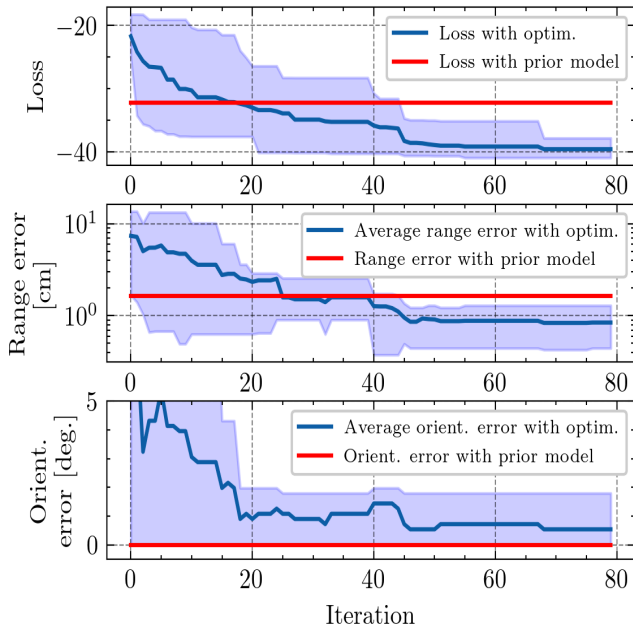 Loss
−20
−40
Loss with optim.
Loss with prior model
0
20
40
60
80
Range error
[cm]
10^1
10^0
Average range error with optim.
Range error with prior model
0
20
40
60
80
Orient.
error [deg.]
5
0
Average orient. error with optim.
Orient. error with prior model
0
20
40
60
80
Iteration